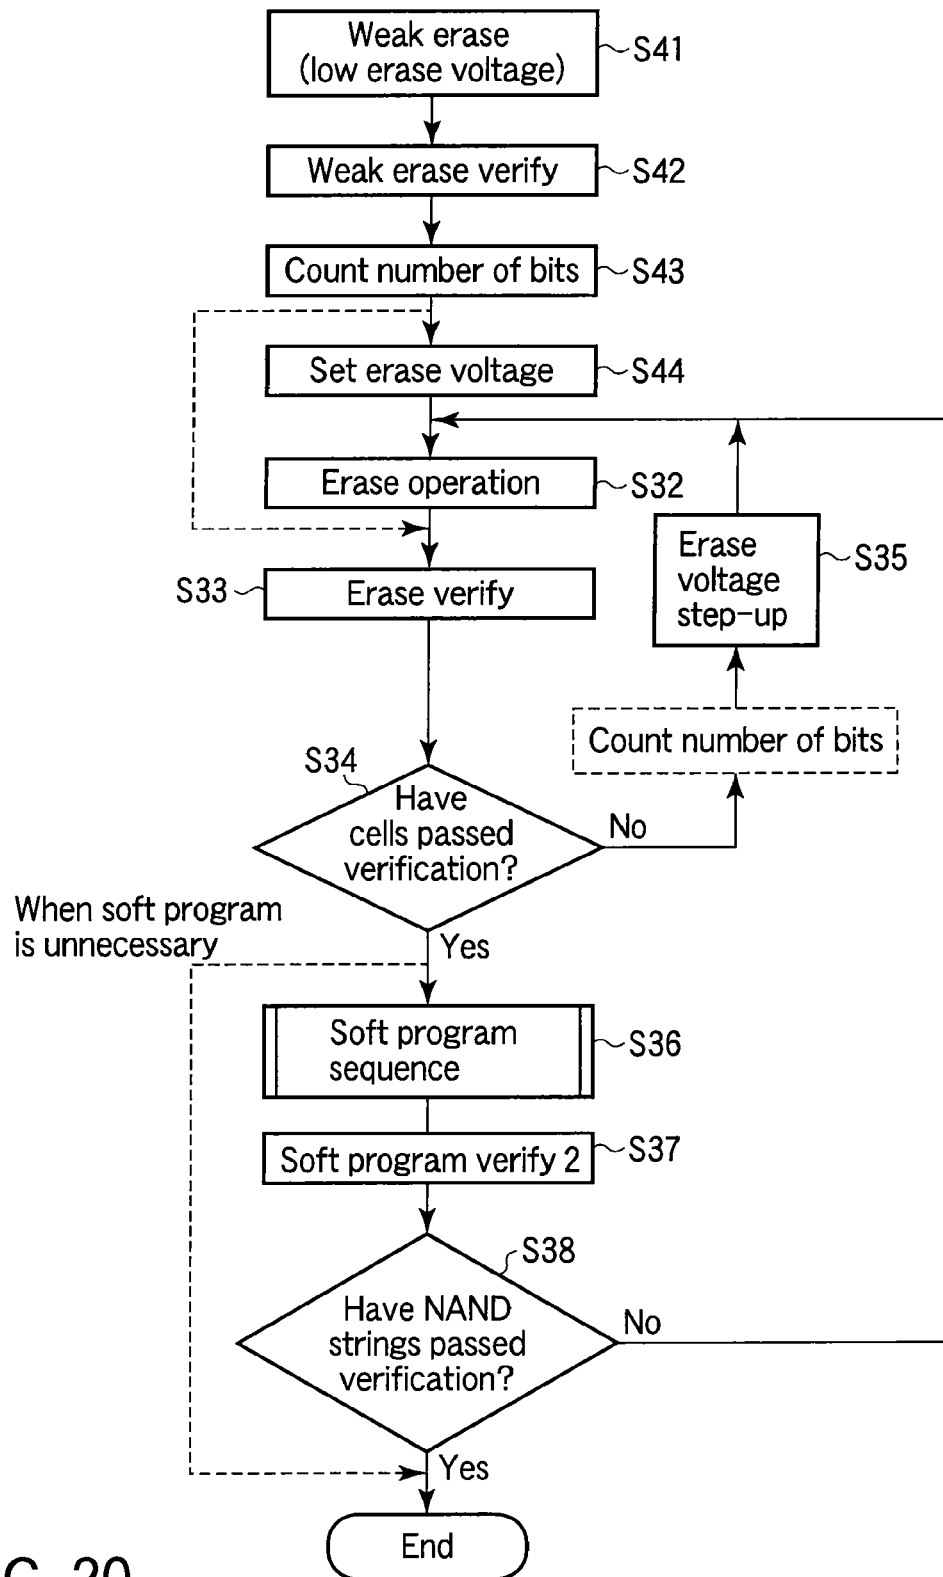 Weak erase
(low erase voltage)
S41
Weak erase verify
S42
Count number of bits
S43
Set erase voltage
S44
Erase operation
S32
Erase
voltage
step-up
S35
S33
Erase verify
Count number of bits
S34
Have
cells passed
verification?
No
When soft program
is unnecessary
Yes
Soft program
sequence
S36
Soft program verify 2
S37
S38
Have NAND
strings passed
verification?
No
Yes
End
G. 20